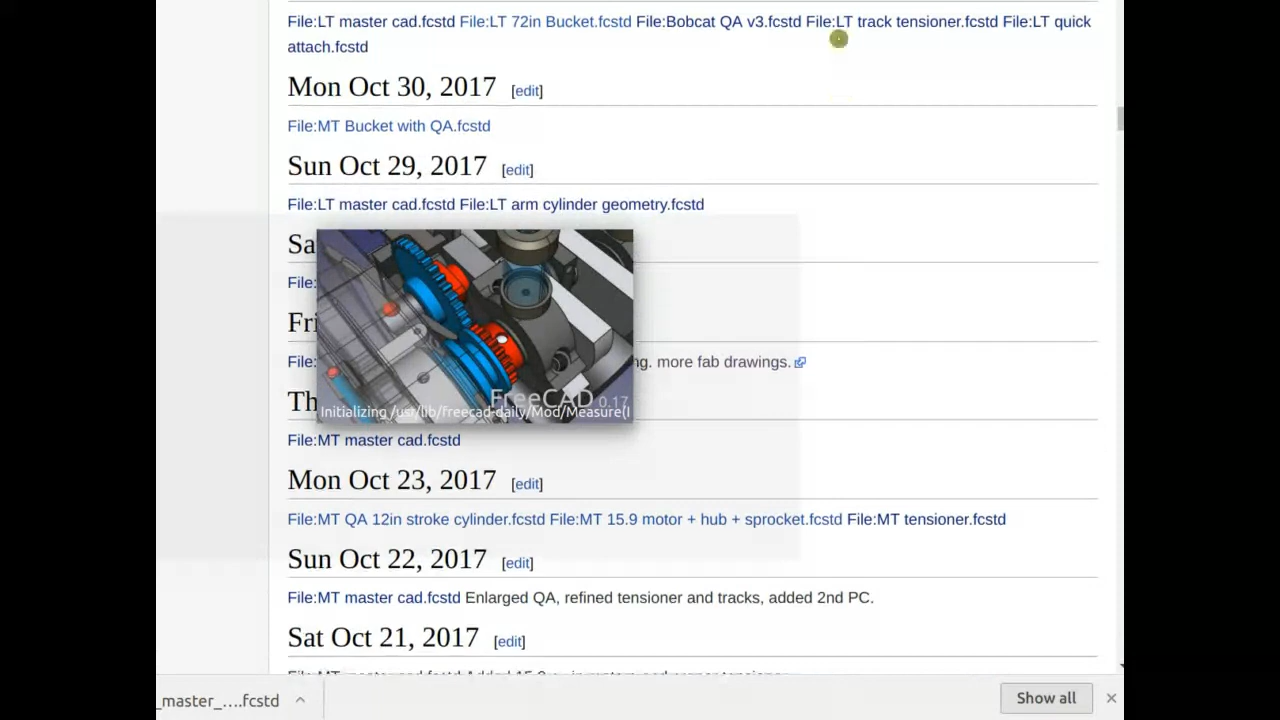 File:LT master cad.fcstd File:LT 72in Bucket.fcstd File:Bobcat QA v3.fcstd File:LT track tensioner.fcstd File:LT quick
attach.fcstd
Mon Oct 30, 2017 [edit]
File:MT Bucket with QA.fcstd
Sun Oct 29, 2017 [edit]
File:LT master cad.fcstd File:LT arm cylinder geometry.fcstd
Sa
File:
Fri
File: ng. more fab drawings.
FreeCAD 0.17
Th
Initializing /usr/lib/freecad-daily/Mod/Measure(I
File:MT master cad.fcstd
Mon Oct 23, 2017 [edit]
File:MT QA 12in stroke cylinder.fcstd File:MT 15.9 motor + hub + sprocket.fcstd File:MT tensioner.fcstd
Sun Oct 22, 2017 [edit]
File:MT master cad.fcstd Enlarged QA, refined tensioner and tracks, added 2nd PC.
Sat Oct 21, 2017 [edit]
_master_....fcstd Show all